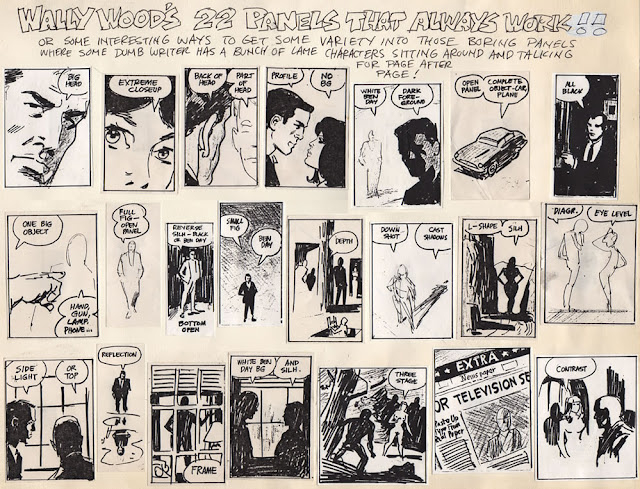 WALLY WOOD'S 22 PANELS THAT ALWAYS WORK!!
OR SOME INTERESTING WAYS TO GET SOME VARIETY INTO THOSE BORING PANELS
WHERE SOME DUMB WRITER HAS A BUNCH OF LAME CHARACTERS SITTING AROUND AND TALKING
FOR PAGE AFTER
PAGE!
BIG
HEAD
EXTREME
CLOSEUP
BACK OF
HEAD
PART
OF
HEAD
PROFILE
NO
BG
WHITE
BEN
DAY
DARK
FORE-
GROUND
OPEN
PANEL
COMPLETE
OBJECT-CAR,
PLANE
ALL
BLACK
ONE BIG
OBJECT
HAND,
GUN,
LAMP,
PHONE...
FULL
FIG-
OPEN
PANEL
REVERSE
SILH-BLACK
OR BEN DAY
BOTTOM
OPEN
SMALL
FIG
BEN
DAY
DEPTH
DOWN
SHOT
CAST
SHADOWS
L-SHAPE
SILH
DIAGR.
EYE LEVEL
SIDE
LIGHT
OR
TOP
REFLECTION
FRAME
WHITE BEN
DAY BG
AND
SILH.
THREE
STAGE
EXTRA
Newspaper
OR TELEVISION SE
Paste Up
Type From
Paper
CONTRAST